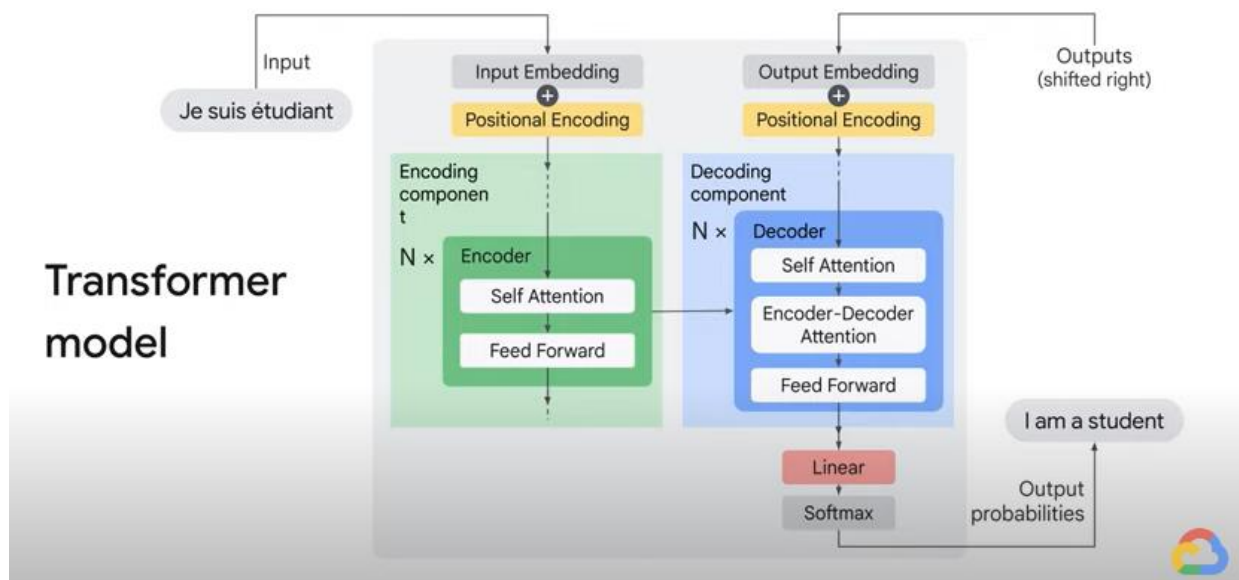 Transformer
model
Input
Je suis étudiant
Input Embedding
+
Positional Encoding
Encoding
componen
t
N ×
Encoder
Self Attention
Feed Forward
Outputs
(shifted right)
Output Embedding
+
Positional Encoding
Decoding
component
N ×
Decoder
Self Attention
Encoder-Decoder
Attention
Feed Forward
Linear
Softmax
Output
probabilities
I am a student